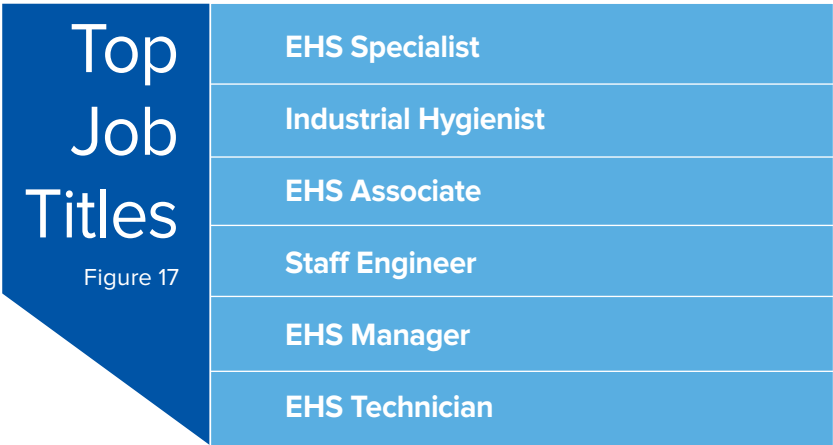 Top
Job
Titles
Figure 17
EHS Specialist
Industrial Hygienist
EHS Associate
Staff Engineer
EHS Manager
EHS Technician